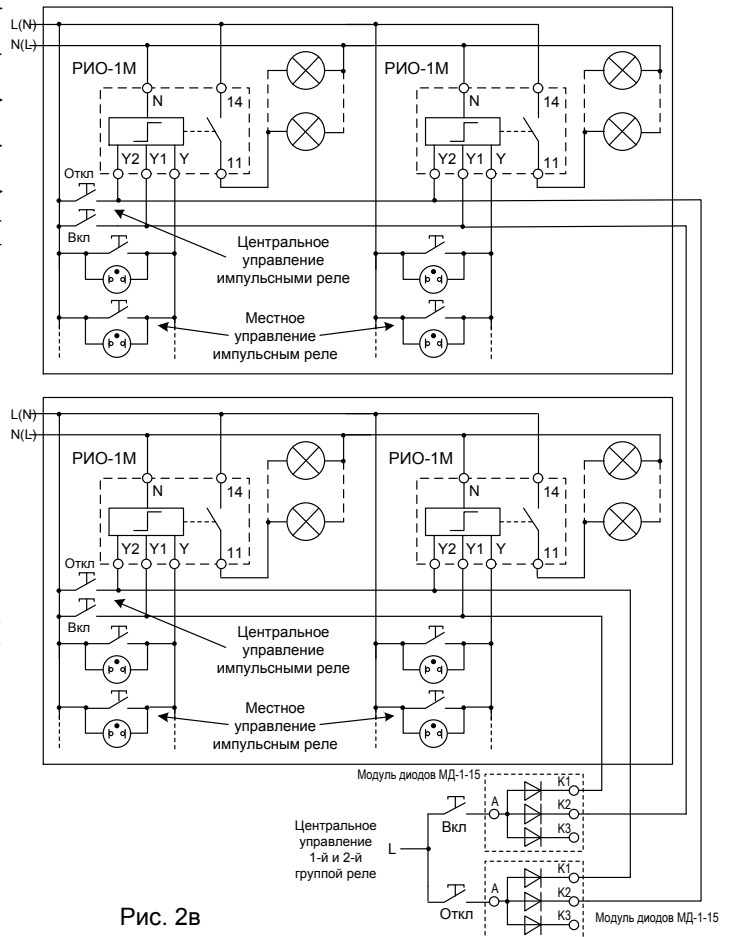 L(N)
N(L)
РИО-1М
РИО-1М
N
14
N
14
Y2 Y1 Y
11
Y2 Y1 Y
11
Откл
Вкл
Центральное
управление
импульсными реле
Местное
управление
импульсным реле
L(N)
N(L)
РИО-1М
РИО-1М
N
14
N
14
Y2 Y1 Y
11
Y2 Y1 Y
11
Откл
Вкл
Центральное
управление
импульсными реле
Местное
управление
импульсным реле
Модуль диодов МД-1-15
Центральное
управление
1-й и 2-й
группой реле
L
Вкл
A
K1
K2
K3
Откл
A
K1
K2
K3
Модуль диодов МД-1-15
Рис. 2в